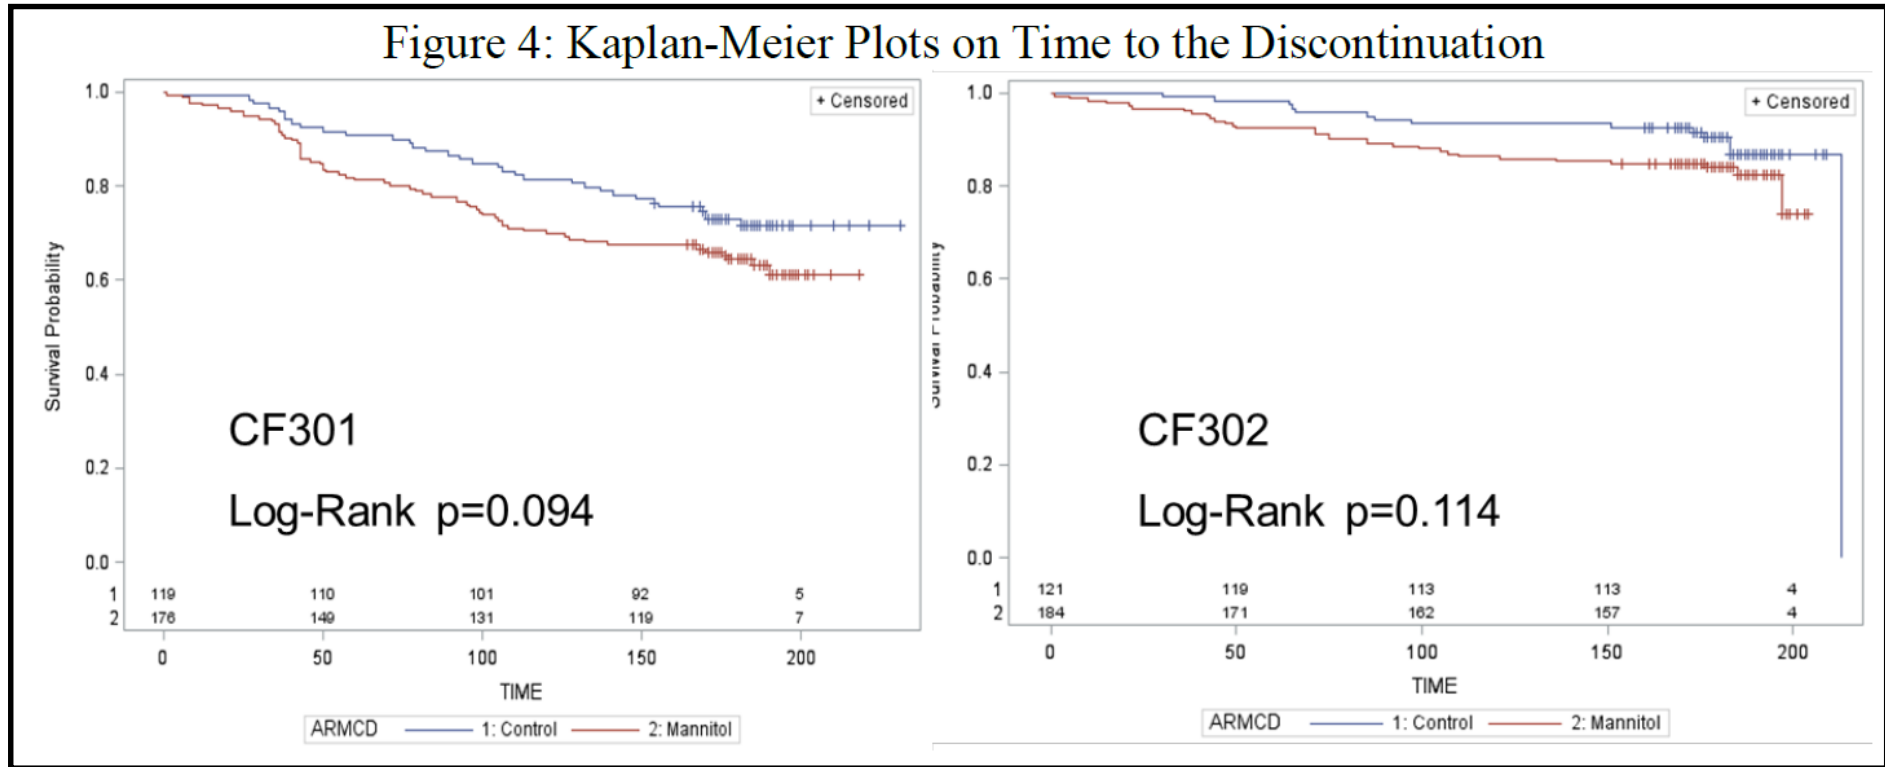 Figure 4: Kaplan-Meier Plots on Time to the Discontinuation
1.0
+ Censored
0.8
0.6
0.4
0.2
0.0
Survival Probability
CF301
Log-Rank p=0.094
1 119 110 101 92 5
2 176 149 131 119 7
0 50 100 150 200
TIME
ARMCD 1: Control 2: Mannitol
1.0
+ Censored
0.8
0.6
0.4
0.2
0.0
CF302
Log-Rank p=0.114
1 121 119 113 113 4
2 184 171 162 157 4
0 50 100 150 200
TIME
ARMCD 1: Control 2: Mannitol